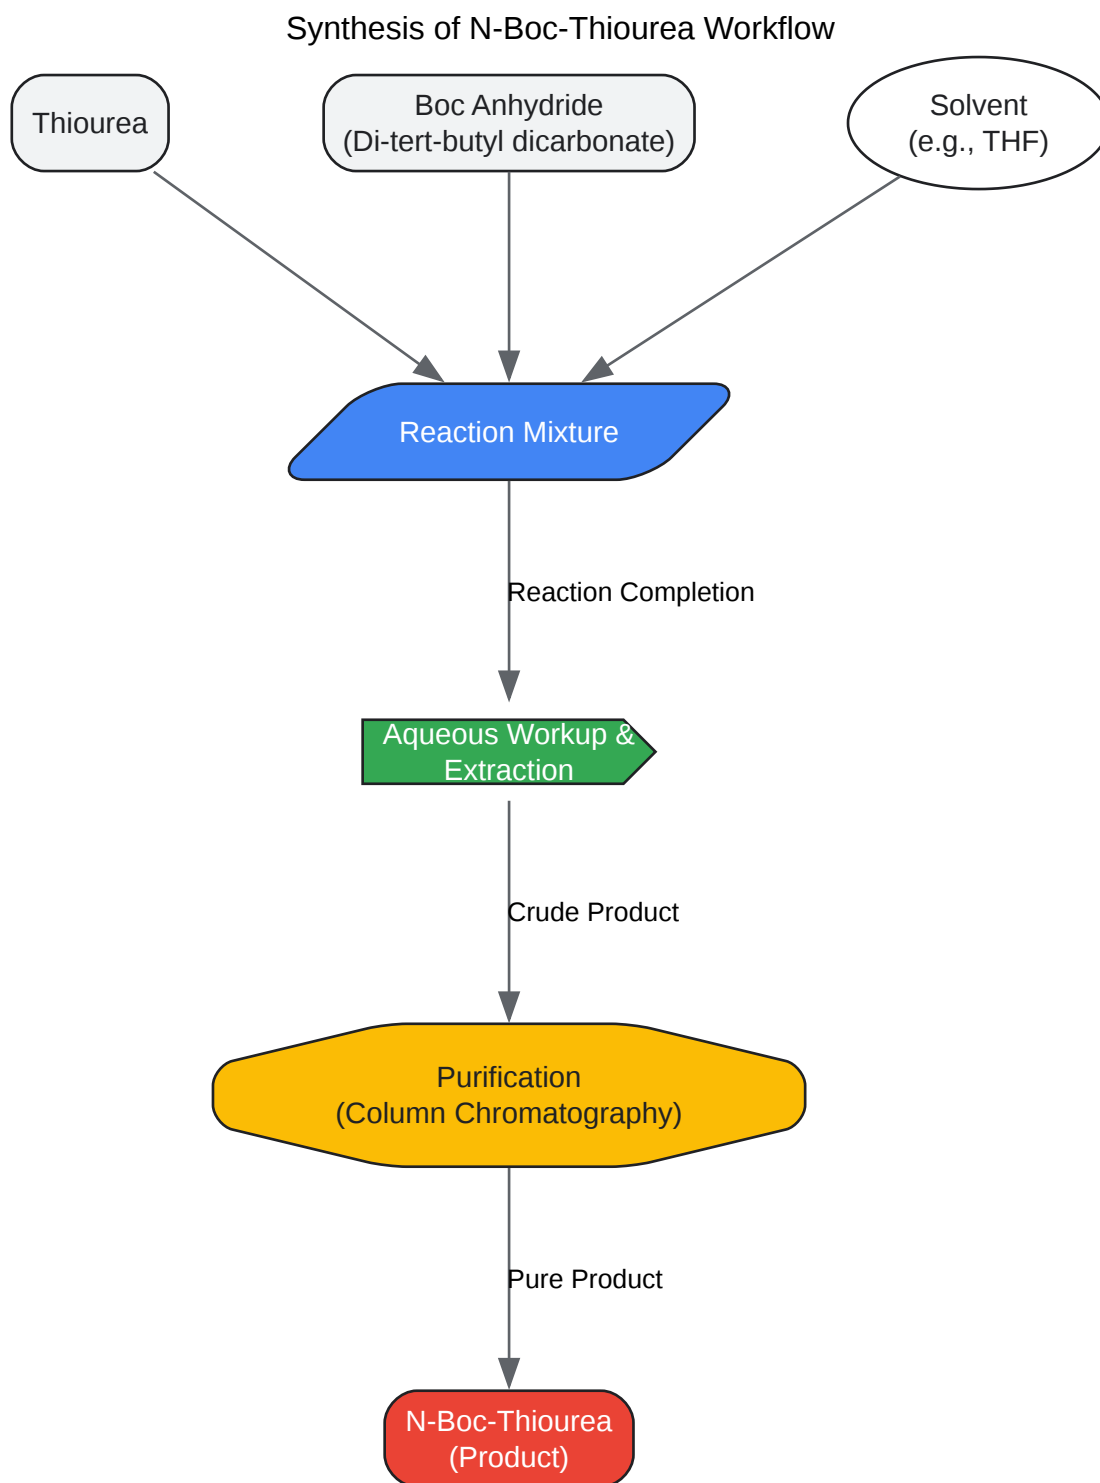 Synthesis of N-Boc-Thiourea Workflow
Thiourea
Boc Anhydride
(Di-tert-butyl dicarbonate)
Solvent
(e.g., THF)
Reaction Mixture
Reaction Completion
Aqueous Workup &
Extraction
Crude Product
Purification
(Column Chromatography)
Pure Product
N-Boc-Thiourea
(Product)